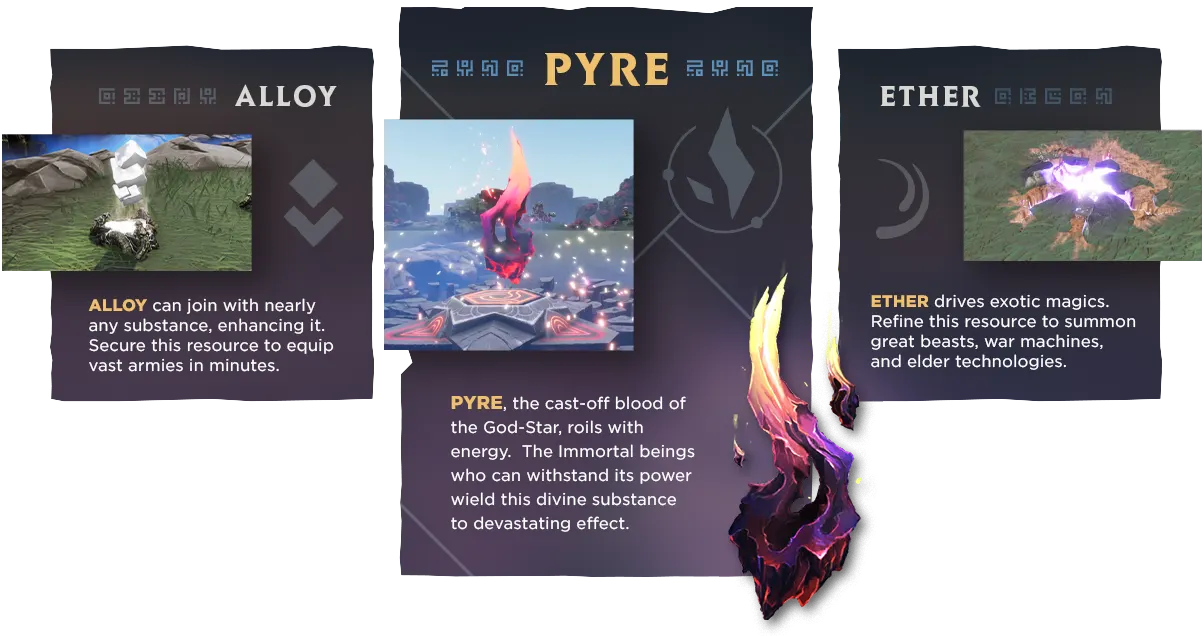 ALLOY
ALLOY can join with nearly
any substance, enhancing it.
Secure this resource to equip
vast armies in minutes.
PYRE
PYRE, the cast-off blood of
the God-Star, roils with
energy.  The Immortal beings
who can withstand its power
wield this divine substance
to devastating effect.
ETHER
ETHER drives exotic magics.
Refine this resource to summon
great beasts, war machines,
and elder technologies.